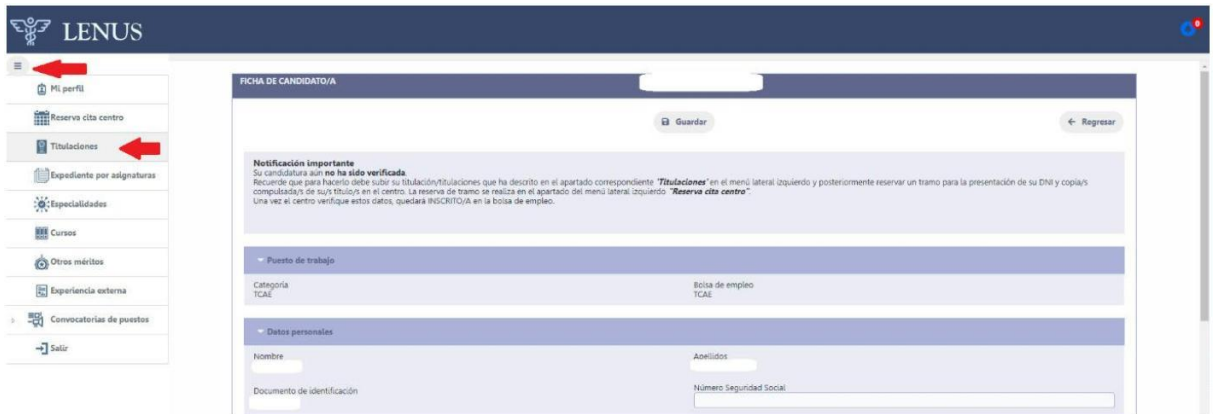 LENUS
0
Mi perfil
Reserva cita centro
Titulaciones
Expediente por asignaturas
Especialidades
Cursos
Otros méritos
Experiencia externa
Convocatorias de puestos
Salir
FICHA DE CANDIDATO/A
Guardar
Regresar
Notificación importante
Su candidatura aún no ha sido verificada.
Recuerde que para hacerlo debe subir su titulación/titulaciones que ha descrito en el apartado correspondiente "Titulaciones" en el menú lateral izquierdo y posteriormente reservar un tramo para la presentación de su DNI y copia/s
compulsada/s de su/s título/s en el centro. La reserva de tramo se realiza en el apartado del menú lateral izquierdo "Reserva cita centro".
Una vez el centro verifique estos datos, quedará INSCRITO/A en la bolsa de empleo.
Puesto de trabajo
Categoría
TCAE
Bolsa de empleo
TCAE
Datos personales
Nombre
Apellidos
Documento de identificación
Número Seguridad Social